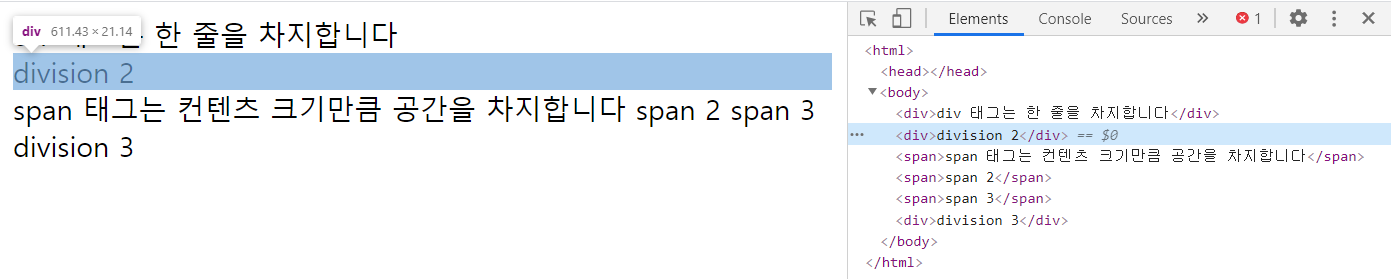 div 611.43 × 21.14
는 한 줄을 차지합니다
division 2
span 태그는 컨텐츠 크기만큼 공간을 차지합니다 span 2 span 3
division 3
Elements Console Sources » 1
<html>
<head></head>
<body>
<div>div 태그는 한 줄을 차지합니다</div>
<div>division 2</div> == $0
<span>span 태그는 컨텐츠 크기만큼 공간을 차지합니다</span>
<span>span 2</span>
<span>span 3</span>
<div>division 3</div>
</body>
</html>